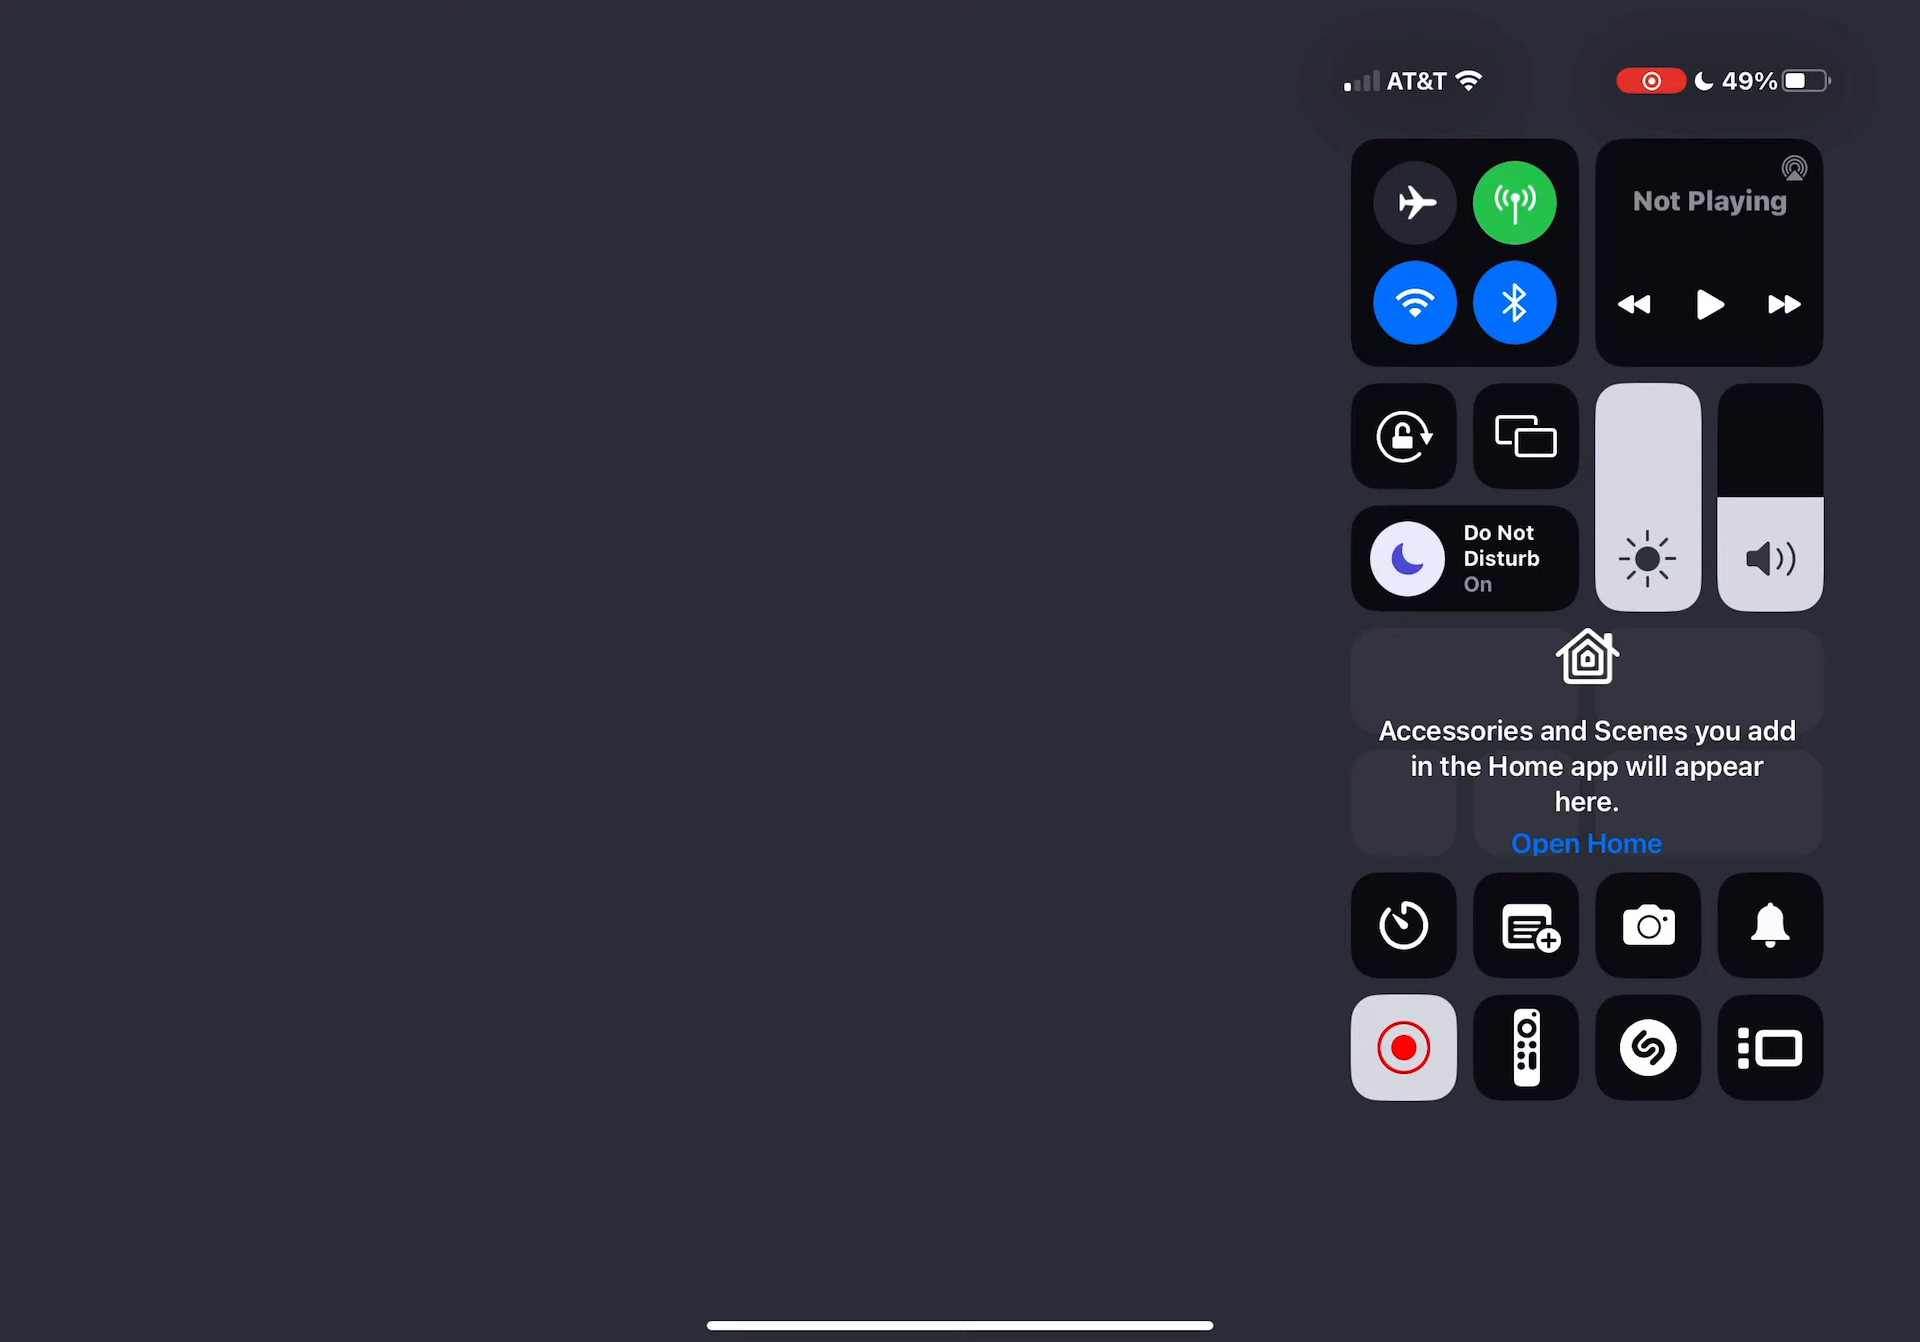 AT&T 49%
Not Playing
Do Not
Disturb
On
Accessories and Scenes you add
in the Home app will appear
here.
Open Home